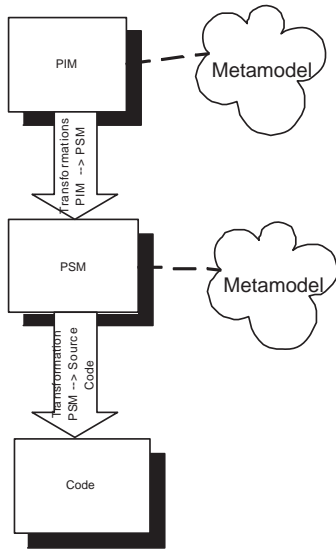 PIM
Metamodel
Transformations
PIM --> PSM
PSM
Metamodel
Transformation
PSM --> Source
Code
Code